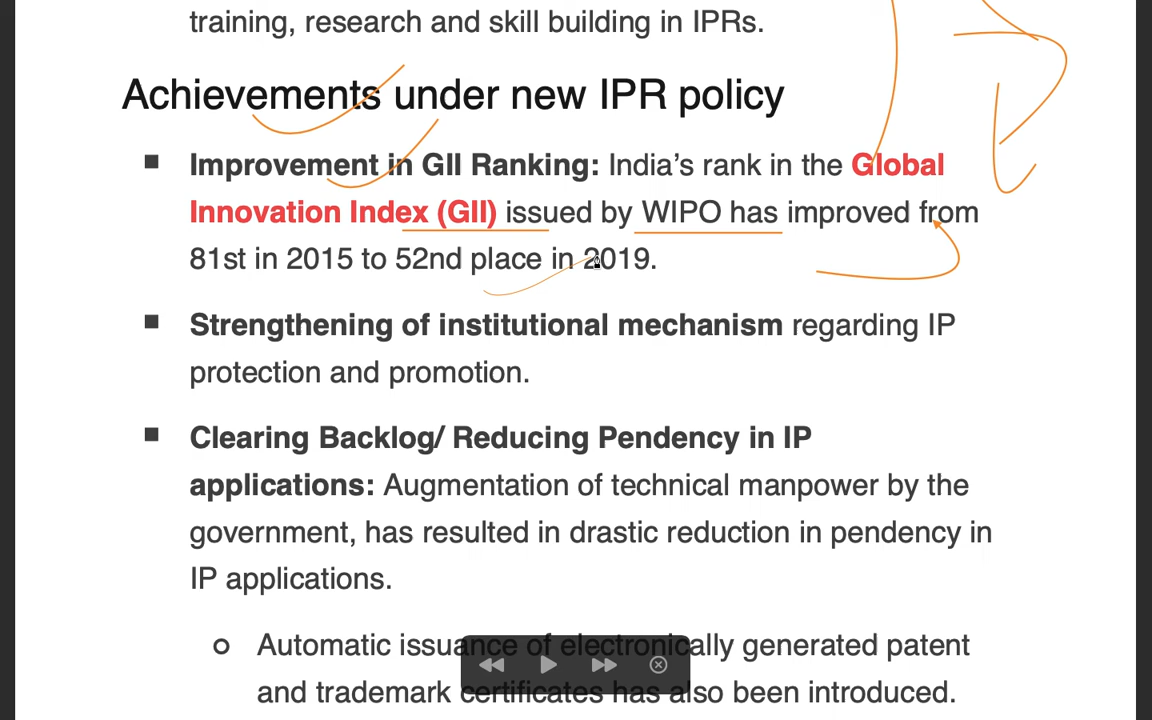 training, research and skill building in IPRs.
Achievements under new IPR policy
■ Improvement in GII Ranking: India’s rank in the Global
Innovation Index (GII) issued by WIPO has improved from
81st in 2015 to 52nd place in 2019.
■ Strengthening of institutional mechanism regarding IP
protection and promotion.
■ Clearing Backlog/ Reducing Pendency in IP
applications: Augmentation of technical manpower by the
government, has resulted in drastic reduction in pendency in
IP applications.
o Automatic issuance of electronically generated patent
and trademark certificates has also been introduced.